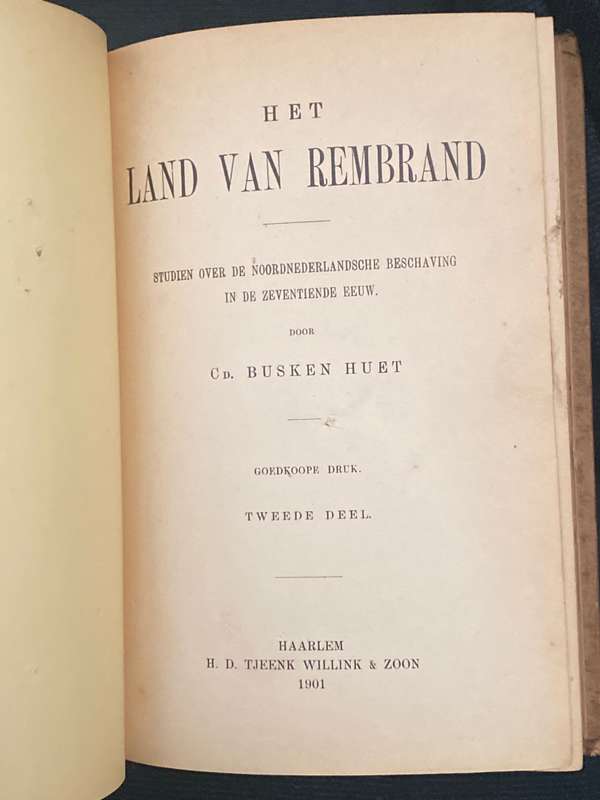 HET
LAND VAN REMBRAND
STUDIEN OVER DE NOORDNEDERLANDSCHE BESCHAVING
IN DE ZEVENTIENDE EEUW.
DOOR
CD. BUSKEN HUET
GOEDKOOPE DRUK.
TWEEDE DEEL.
HAARLEM
H. D. TJEENK WILLINK & ZOON
1901